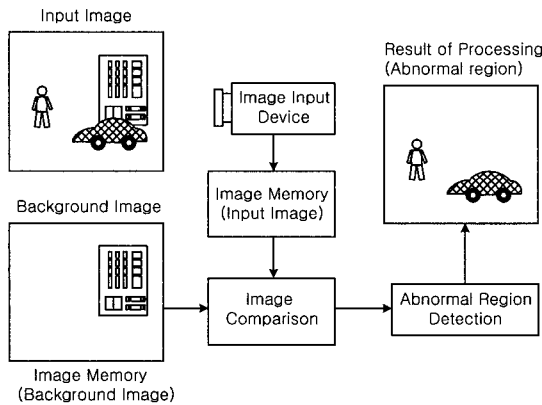 Input Image
Image Input
Device
Result of Processing
(Abnormal region)
Image Memory
(Input Image)
Background Image
Image
Comparison
Abnormal Region
Detection
Image Memory
(Background Image)